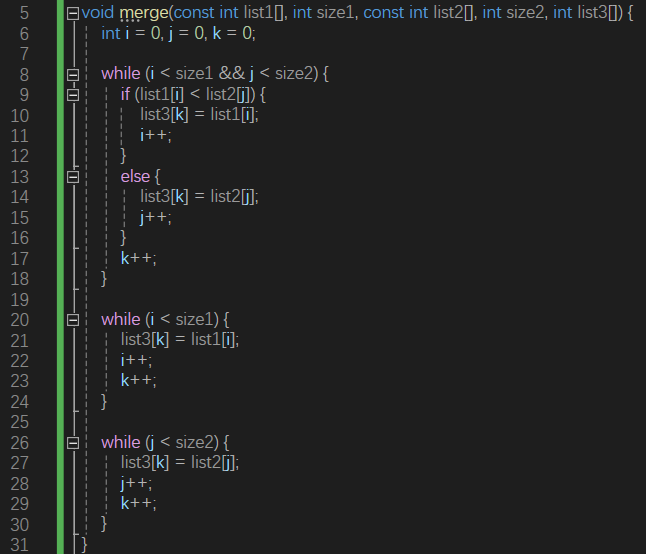 5 void merge(const int list1[], int size1, const int list2[], int size2, int list3[]) {
6 int i = 0, j = 0, k = 0;
7
8 while (i < size1 && j < size2) {
9 if (list1[i] < list2[j]) {
10 list3[k] = list1[i];
11 i++;
12 }
13 else {
14 list3[k] = list2[j];
15 j++;
16 }
17 k++;
18 }
19
20 while (i < size1) {
21 list3[k] = list1[i];
22 i++;
23 k++;
24 }
25
26 while (j < size2) {
27 list3[k] = list2[j];
28 j++;
29 k++;
30 }
31 }